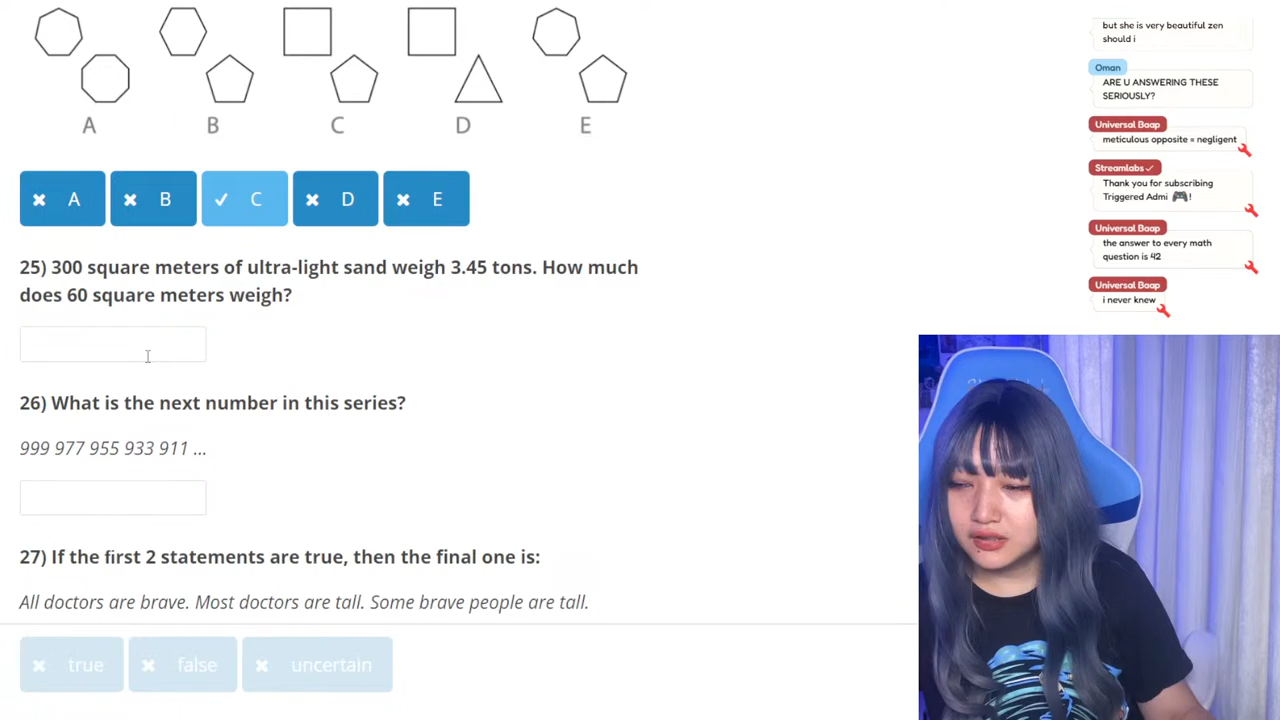 A
B
C
D
E
A
B
C
D
E
25) 300 square meters of ultra-light sand weigh 3.45 tons. How much
does 60 square meters weigh?
26) What is the next number in this series?
999 977 955 933 911 ...
27) If the first 2 statements are true, then the final one is:
All doctors are brave. Most doctors are tall. Some brave people are tall.
true
false
uncertain
but she is very beautiful zen
should i
Oman
ARE U ANSWERING THESE
SERIOUSLY?
Universal Baap
meticulous opposite = negligent
Streamlabs
Thank you for subscribing
Triggered Admi !
Universal Baap
the answer to every math
question is 42
Universal Baap
i never knew